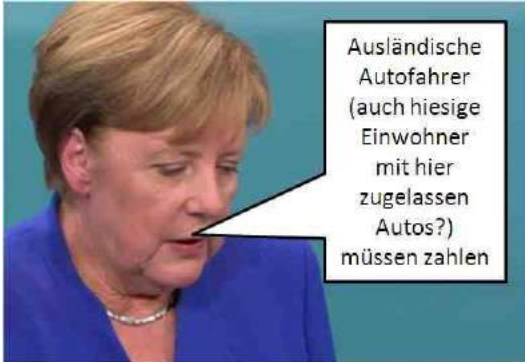 Ausländische
Autofahrer
(auch hiesige
Einwohner
mit hier
zugelassen
Autos?)
müssen zahlen